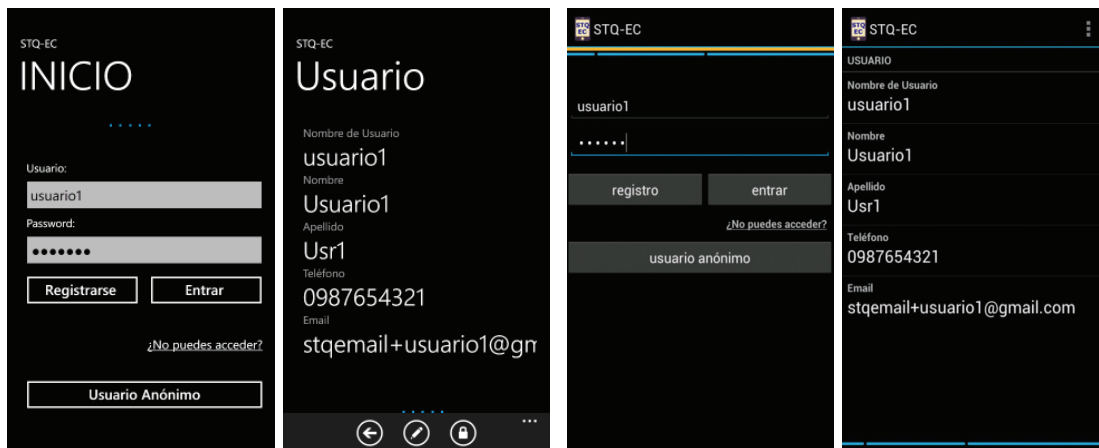 STQ-EC
INICIO
Usuario:
usuario1
Password:
Registrarse
Entrar
¿No puedes acceder?
Usuario Anónimo
STQ-EC
Usuario
Nombre de Usuario
usuario1
Nombre
Usuario1
Apellido
Usr1
Teléfono
0987654321
Email
stqemail+usuario1@gm
STQ EC
STQ-EC
usuario1
registro
entrar
¿No puedes acceder?
usuario anónimo
STQ EC
STQ-EC
USUARIO
Nombre de Usuario
usuario1
Nombre
Usuario1
Apellido
Usr1
Teléfono
0987654321
Email
stqemail+usuario1@gmail.com